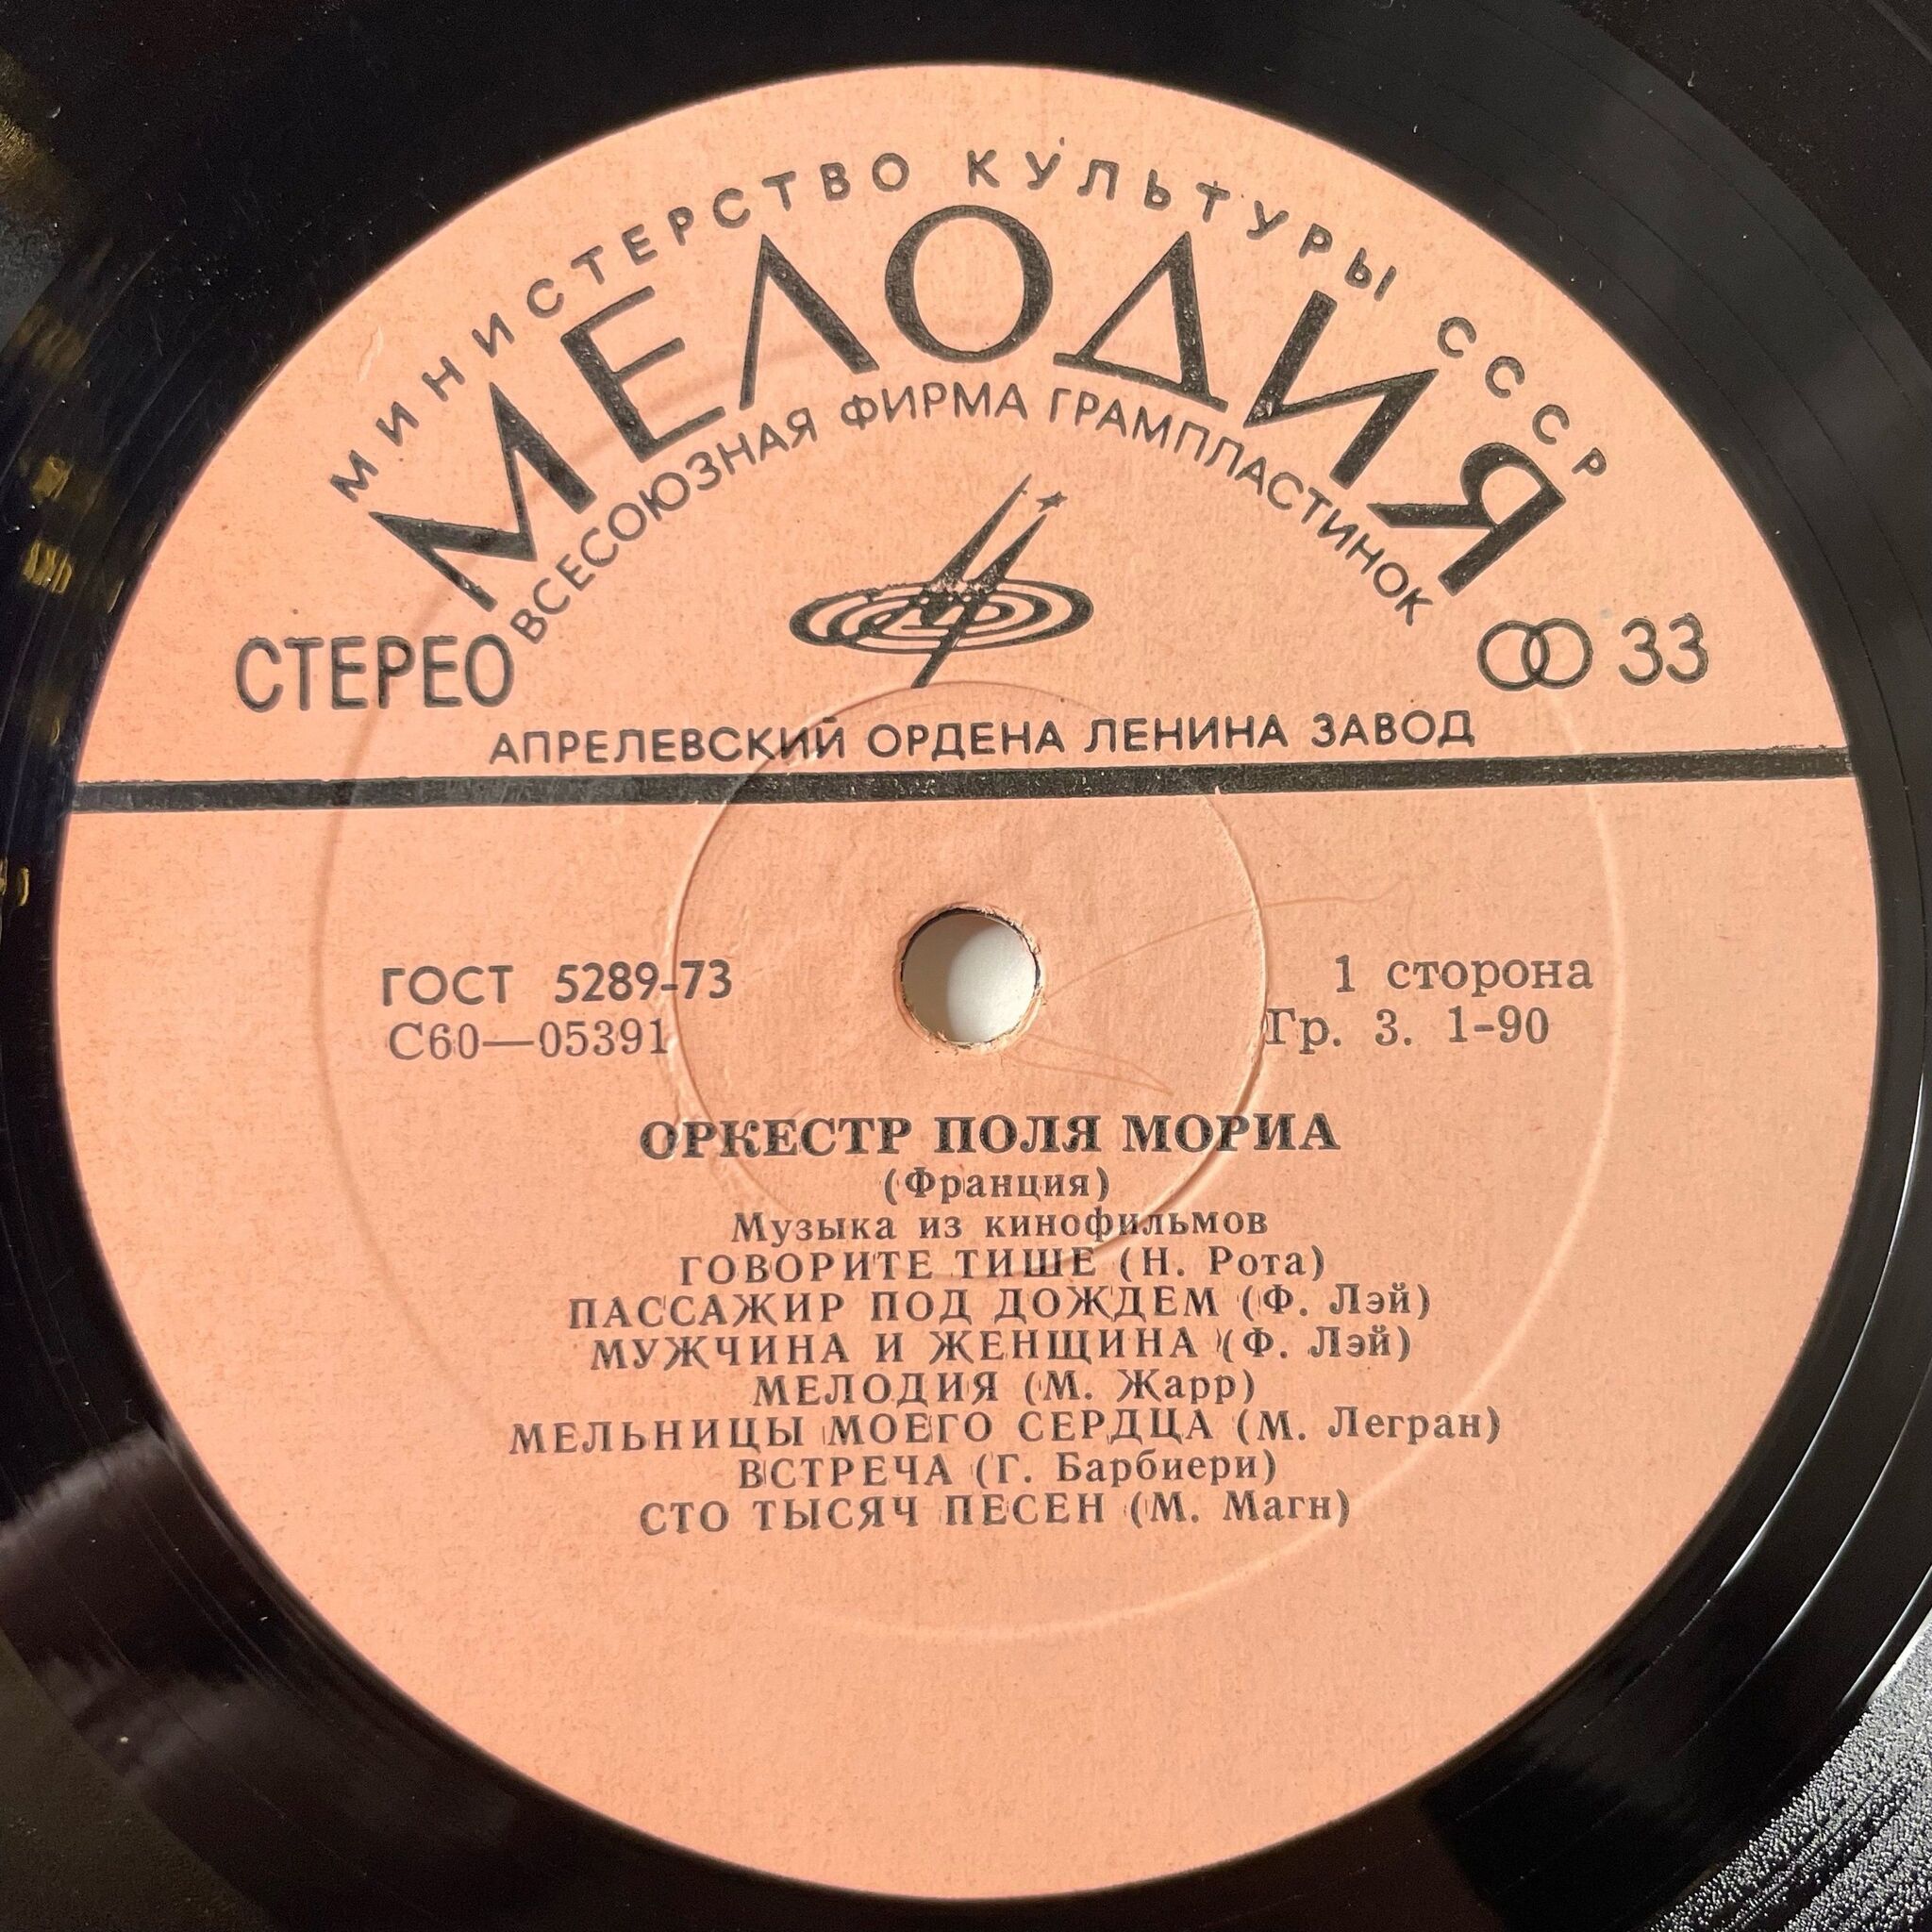 МИНИСТЕРСТВО КУЛЬТУРЫ СССР
МЕЛОДИЯ
ВСЕСОЮЗНАЯ ФИРМА ГРАМПЛАСТИНОК
СТЕРЕО
33
АПРЕЛЕВСКИЙ ОРДЕНА ЛЕНИНА ЗАВОД
ГОСТ 5289-73
1 сторона
С60—05391
Гр. 3. 1-90
ОРКЕСТР ПОЛЯ МОРИА
(Франция)
Музыка из кинофильмов
ГОВОРИТЕ ТИШЕ (Н. Рота)
ПАССАЖИР ПОД ДОЖДЕМ (Ф. Лэй)
МУЖЧИНА И ЖЕНЩИНА (Ф. Лэй)
МЕЛОДИЯ (М. Жарр)
МЕЛЬНИЦЫ МОЕГО СЕРДЦА (М. Легран)
ВСТРЕЧА (Г. Барбиери)
СТО ТЫСЯЧ ПЕСЕН (М. Магн)